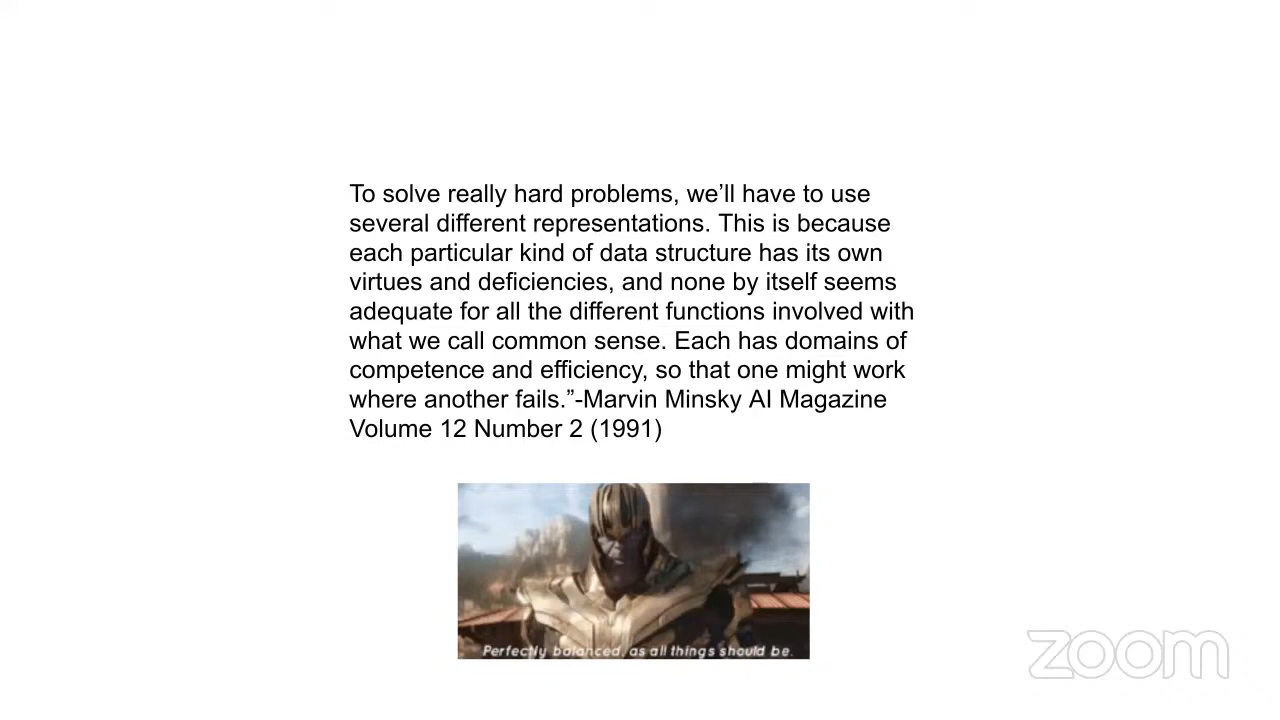 To solve really hard problems, we’ll have to use
several different representations. This is because
each particular kind of data structure has its own
virtues and deficiencies, and none by itself seems
adequate for all the different functions involved with
what we call common sense. Each has domains of
competence and efficiency, so that one might work
where another fails.”-Marvin Minsky AI Magazine
Volume 12 Number 2 (1991)
Perfectly balanced, as all things should be.
zoom